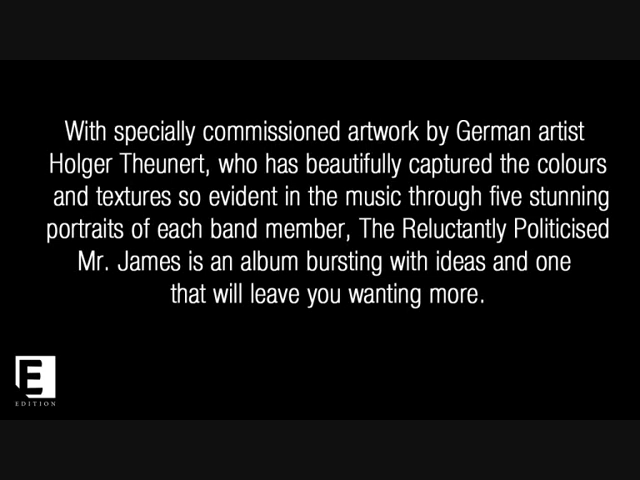 With specially commissioned artwork by German artist
Holger Theunert, who has beautifully captured the colours
and textures so evident in the music through five stunning
portraits of each band member, The Reluctantly Politicised
Mr. James is an album bursting with ideas and one
that will leave you wanting more.
E
EDITION